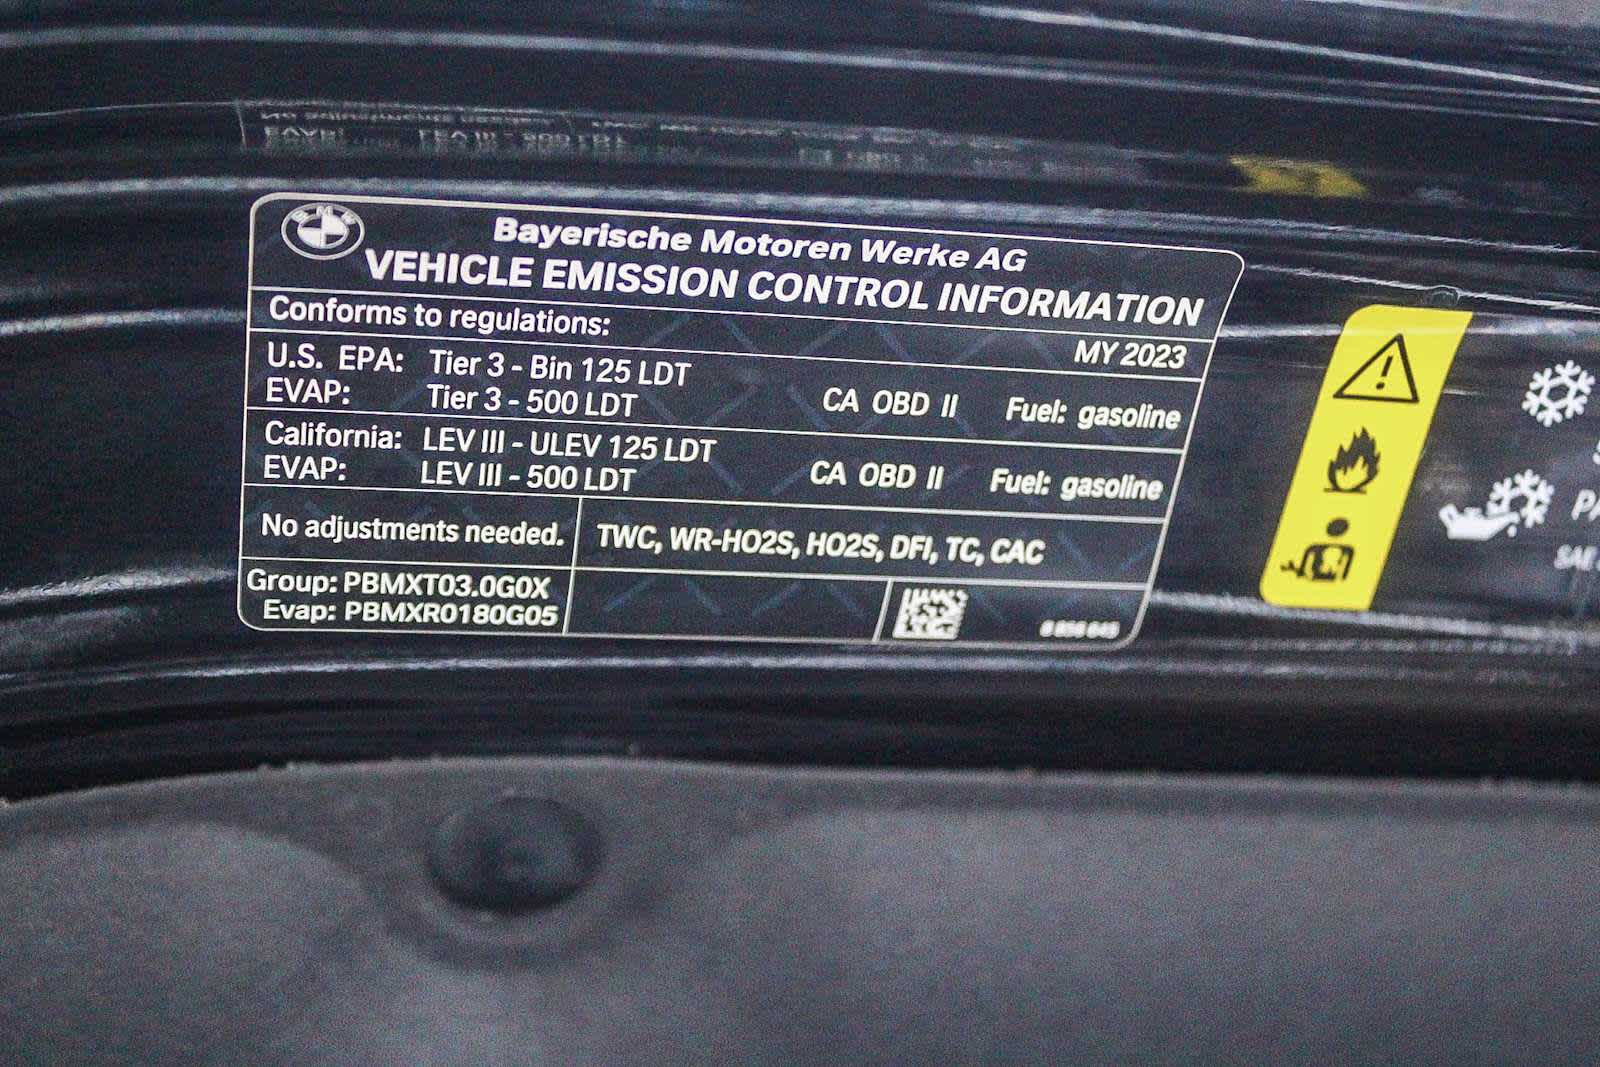 BMW
Bayerische Motoren Werke AG
VEHICLE EMISSION CONTROL INFORMATION
Conforms to regulations:
MY 2023
U.S. EPA: Tier 3 - Bin 125 LDT
EVAP: Tier 3 - 500 LDT
CA OBD II Fuel: gasoline
California: LEV III - ULEV 125 LDT
EVAP: LEV III - 500 LDT
CA OBD II Fuel: gasoline
No adjustments needed.
TWC, WR-HO2S, HO2S, DFI, TC, CAC
Group: PBMXT03.0G0X
Evap: PBMXR0180G05
SAE